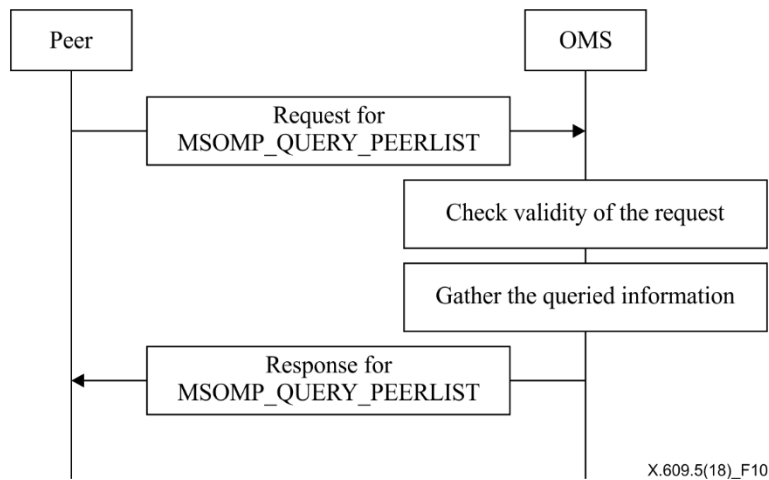 Peer
OMS
Request for
MSOMP_QUERY_PEERLIST
Check validity of the request
Gather the queried information
Response for
MSOMP_QUERY_PEERLIST
X.609.5(18)_F10